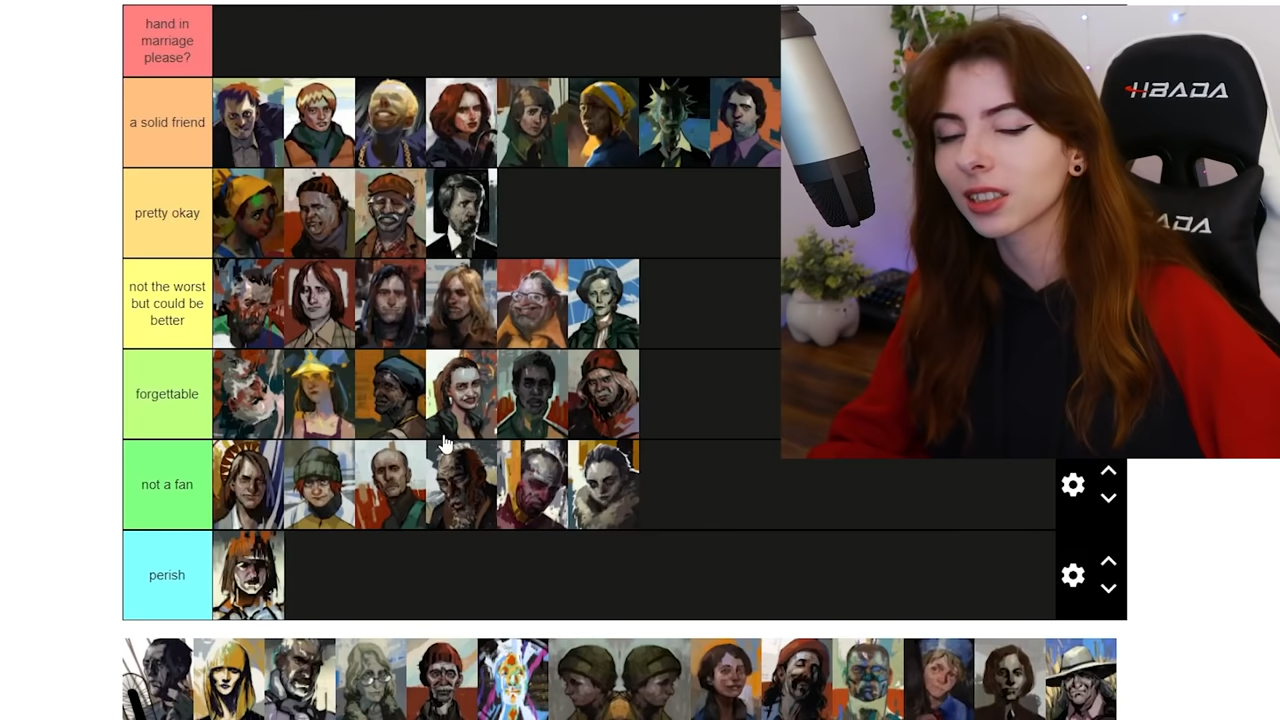 hand in
marriage
please?
HBADA
a solid friend
pretty okay
ADA
not the worst
but could be
better
forgettable
not a fan
perish